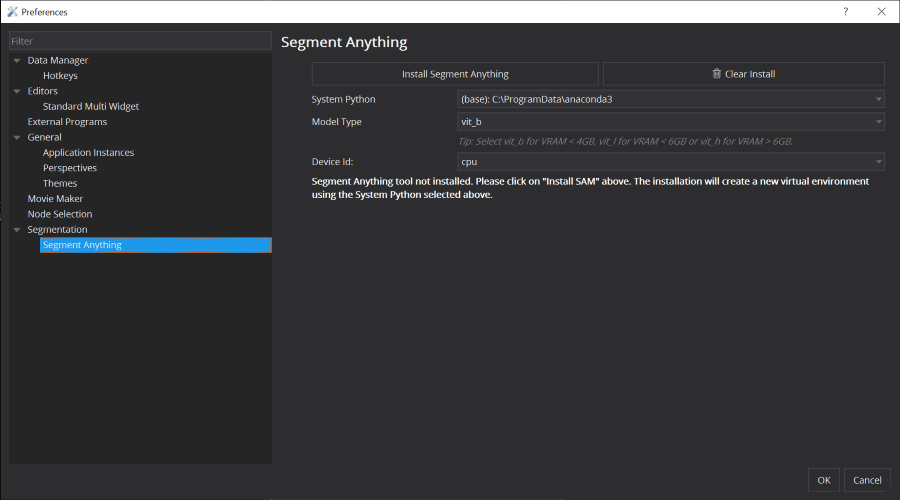 Preferences
?
Filter
Data Manager
Hotkeys
Editors
Standard Multi Widget
External Programs
General
Application Instances
Perspectives
Themes
Movie Maker
Node Selection
Segmentation
Segment Anything
Segment Anything
Install Segment Anything
Clear Install
System Python
(base): C:\ProgramData\anaconda3
Model Type
vit_b
Tip: Select vit_b for VRAM < 4GB, vit_l for VRAM < 6GB or vit_h for VRAM > 6GB.
Device Id:
cpu
Segment Anything tool not installed. Please click on "Install SAM" above. The installation will create a new virtual environment
using the System Python selected above.
OK
Cancel